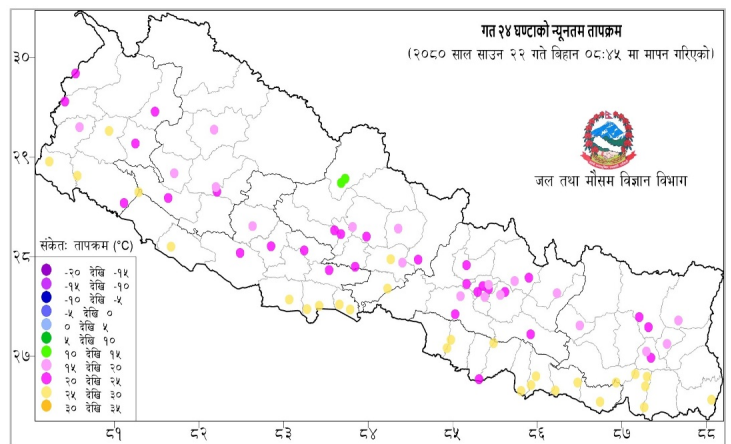 गत २४ घण्टाको न्यूनतम तापक्रम
(२०८० साल साउन २२ गते बिहान ०८:४५ मा मापन गरिएको)
जल तथा मौसम विज्ञान विभाग
३०
२९
२८
२७
संकेतः तापक्रम (°C)
-२० देखि -१५
-१५ देखि -१०
-१० देखि -५
-५ देखि ०
० देखि ५
५ देखि १०
१० देखि १५
१५ देखि २०
२० देखि २५
२५ देखि ३०
३० देखि ३५
८१ ८२ ८३ ८४ ८५ ८६ ८७ ८८